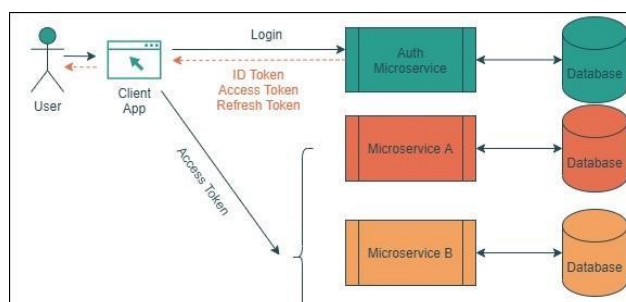 User
Client
App
Login
ID Token
Access Token
Refresh Token
Access Token
Auth
Microservice
Database
Microservice A
Database
Microservice B
Database